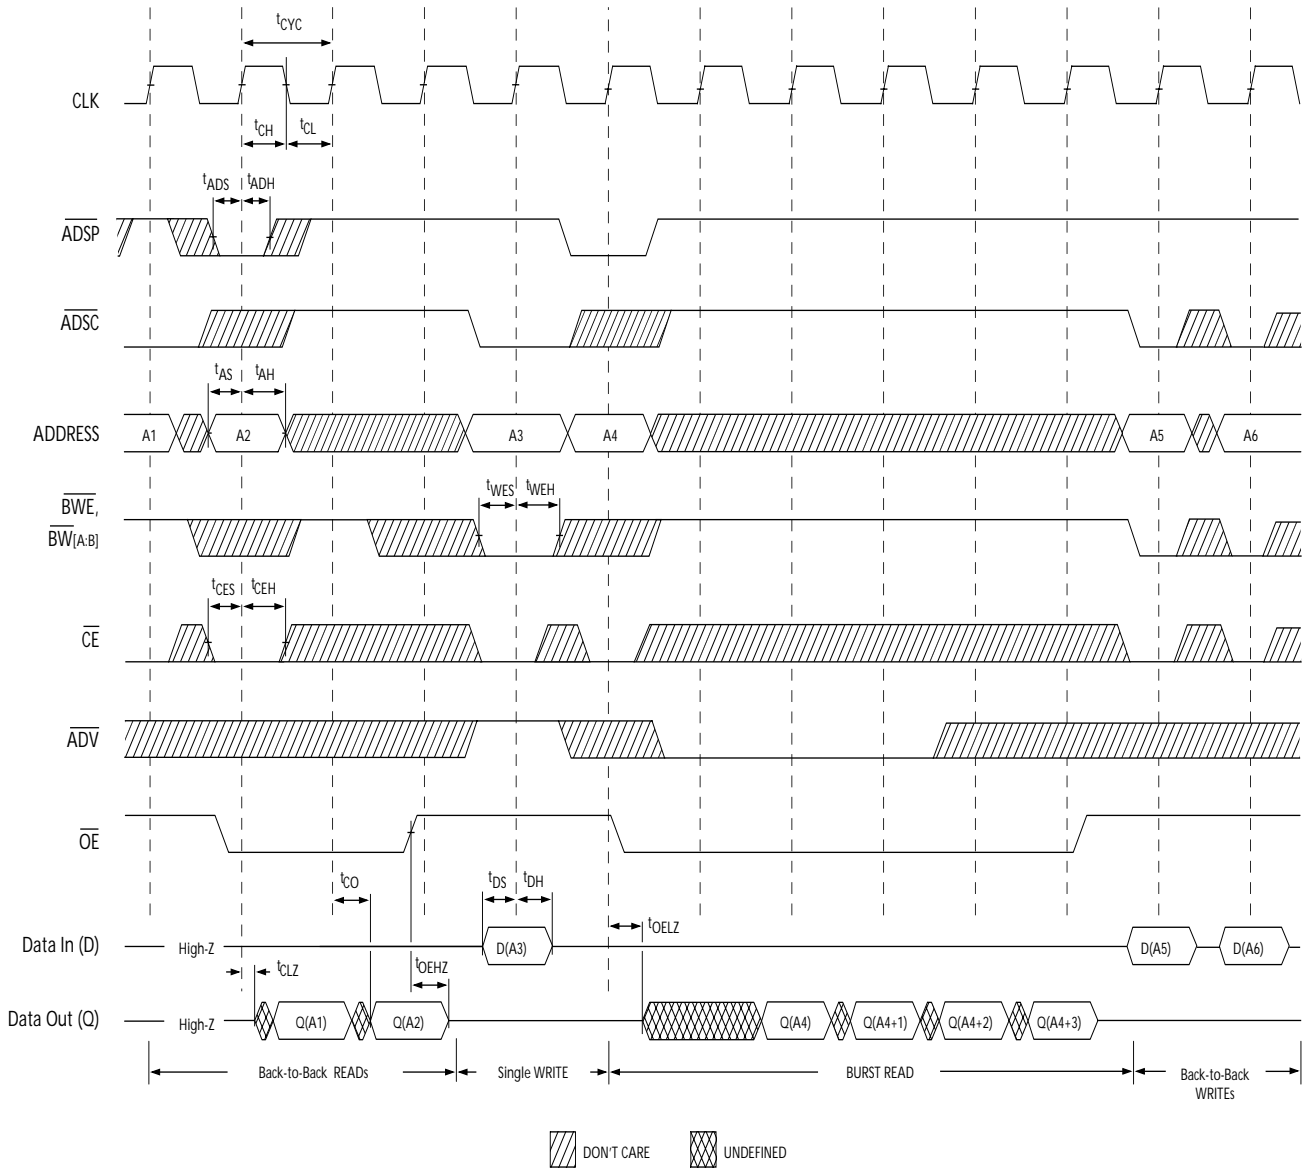 tCYC
CLK
tCH
tCL
tADS
tADH
ADSP
ADSC
tAS
tAH
ADDRESS
A1
A2
A3
A4
A5
A6
tWES
tWEH
BWE,
BW[A:B]
tCES
tCEH
CE
ADV
OE
tCO
tDS
tDH
tOELZ
Data In (D)
High-Z
D(A3)
D(A5)
D(A6)
tCLZ
tOEHZ
Data Out (Q)
High-Z
Q(A1)
Q(A2)
Q(A4)
Q(A4+1)
Q(A4+2)
Q(A4+3)
Back-to-Back READs
Single WRITE
BURST READ
Back-to-Back
WRITEs
DON'T CARE
UNDEFINED